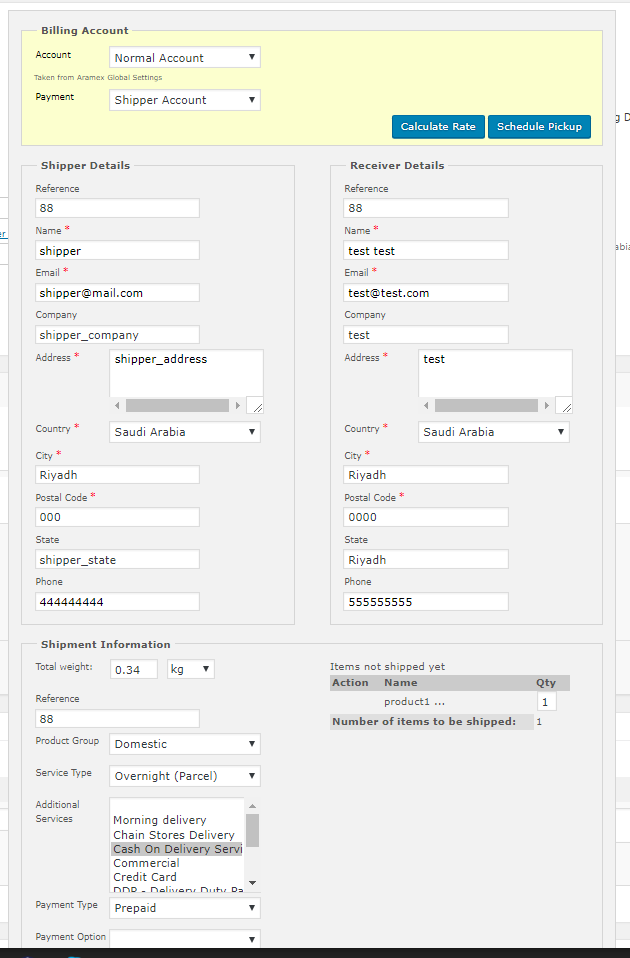 Billing Account
Account
Normal Account
Taken from Aramex Global Settings
Payment
Shipper Account
Calculate Rate
Schedule Pickup
Shipper Details
Reference
88
Name *
shipper
Email *
shipper@mail.com
Company
shipper_company
Address *
shipper_address
Country *
Saudi Arabia
City *
Riyadh
Postal Code *
000
State
shipper_state
Phone
444444444
Receiver Details
Reference
88
Name *
test test
Email *
test@test.com
Company
test
Address *
test
Country *
Saudi Arabia
City *
Riyadh
Postal Code *
0000
State
Riyadh
Phone
555555555
Shipment Information
Total weight:
0.34
kg
Reference
88
Product Group
Domestic
Service Type
Overnight (Parcel)
Additional
Services
Morning delivery
Chain Stores Delivery
Cash On Delivery Servi
Commercial
Credit Card
DDP - Delivery Duty Pa
Payment Type
Prepaid
Payment Option
Items not shipped yet
Action Name Qty
product1 ... 1
Number of items to be shipped: 1